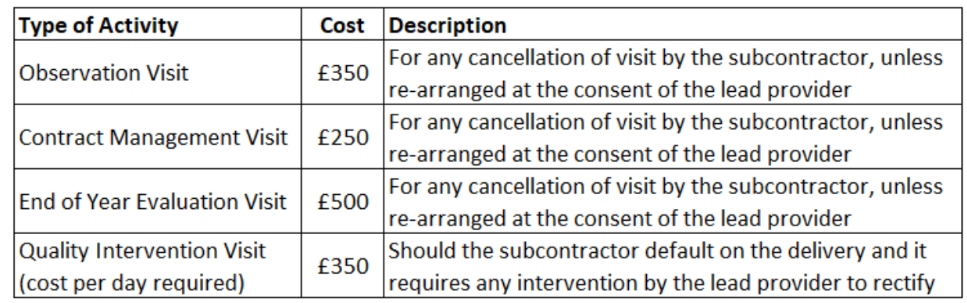 Type of Activity Cost Description
Observation Visit £350 For any cancellation of visit by the subcontractor, unless
re-arranged at the consent of the lead provider
Contract Management Visit £250 For any cancellation of visit by the subcontractor, unless
re-arranged at the consent of the lead provider
End of Year Evaluation Visit £500 For any cancellation of visit by the subcontractor, unless
re-arranged at the consent of the lead provider
Quality Intervention Visit
(cost per day required) £350 Should the subcontractor default on the delivery and it
requires any intervention by the lead provider to rectify